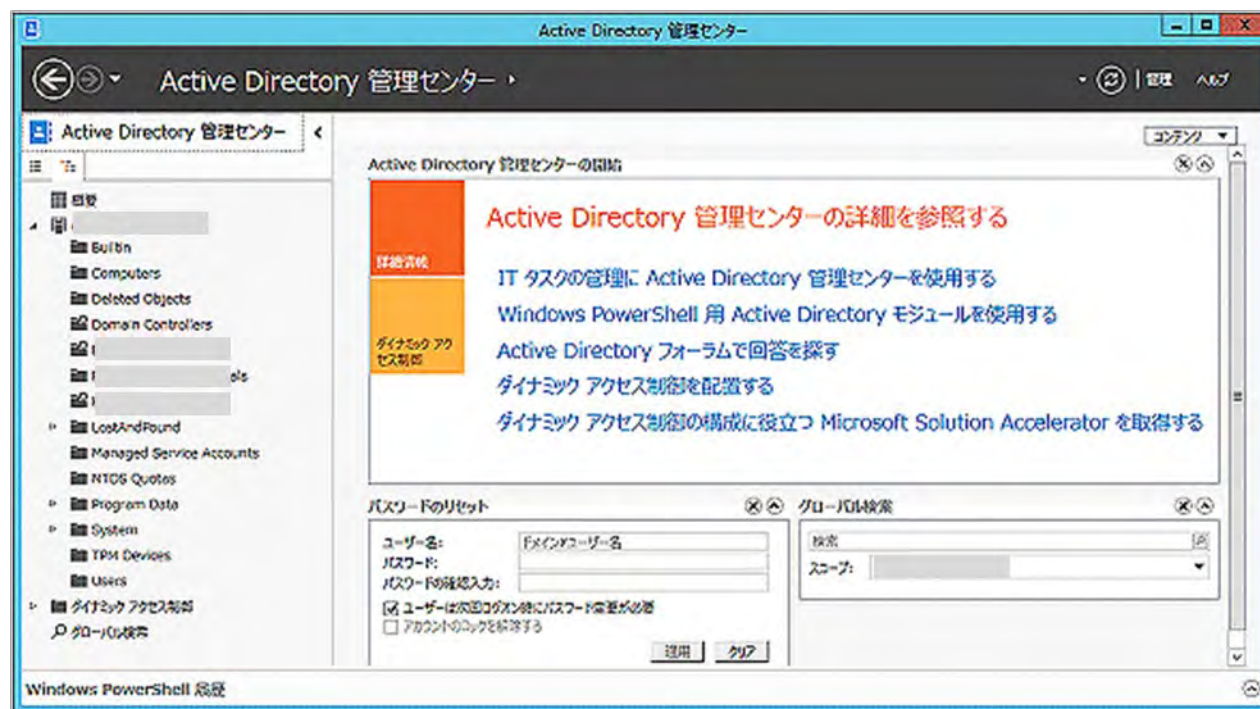 Active Directory 管理センター
Active Directory 管理センター
管理 ヘルプ
Active Directory 管理センター
コンテンツ
概要
Builtin
Computers
Deleted Objects
Domain Controllers
als
LostAndFound
Managed Service Accounts
NTDS Quotas
Program Data
System
TPM Devices
Users
ダイナミック アクセス制御
グローバル検索
Active Directory 管理センターの開始
詳細情報
ダイナミック アク
セス制御
Active Directory 管理センターの詳細を参照する
IT タスクの管理に Active Directory 管理センターを使用する
Windows PowerShell 用 Active Directory モジュールを使用する
Active Directory フォーラムで回答を探す
ダイナミック アクセス制御を配置する
ダイナミック アクセス制御の構成に役立つ Microsoft Solution Accelerator を取得する
パスワードのリセット
ユーザー名:
ドメイン¥ユーザー名
パスワード:
パスワードの確認入力:
ユーザーは次回ログオン時にパスワード変更が必要
アカウントのロックを解除する
適用 クリア
グローバル検索
検索
スコープ:
Windows PowerShell 履歴